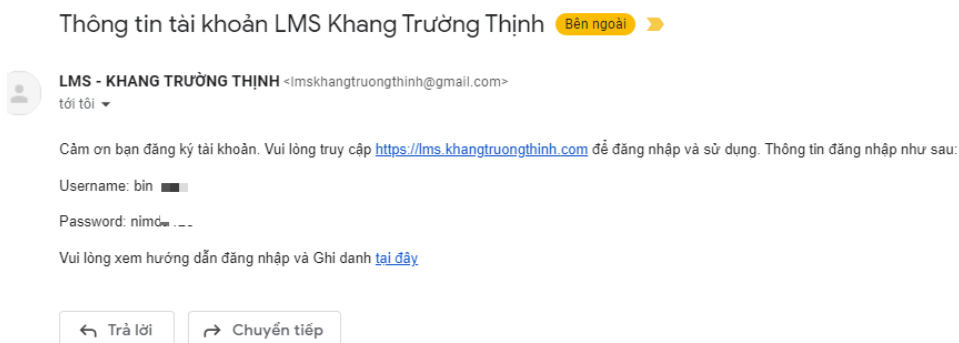 Thông tin tài khoản LMS Khang Trường Thịnh Bên ngoài
LMS - KHANG TRƯỜNG THỊNH <lmskhangtruongthinh@gmail.com>
tới tôi
Cảm ơn bạn đăng ký tài khoản. Vui lòng truy cập https://lms.khangtruongthinh.com để đăng nhập và sử dụng. Thông tin đăng nhập như sau:
Username: bin
Password:
Vui lòng xem hướng dẫn đăng nhập và Ghi danh tại đây
Trả lời Chuyển tiếp